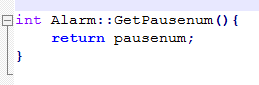 int Alarm::GetPausenum(){
    return pausenum;
}